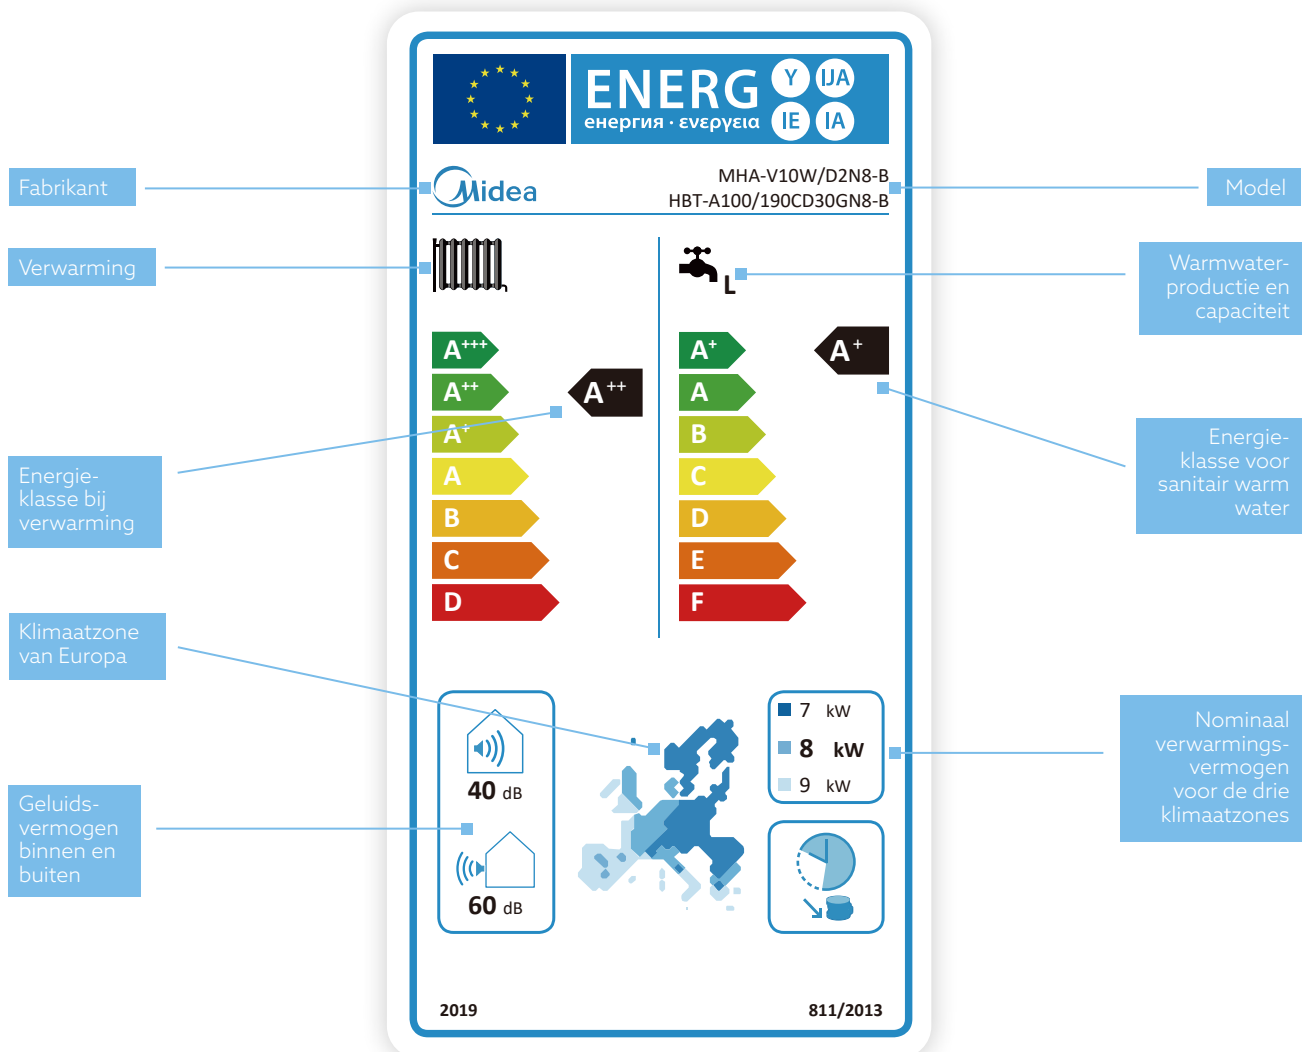 ENERG
Y IJA
IE IA
енергия · ενεργεια
Fabrikant
Midea
MHA-V10W/D2N8-B
HBT-A100/190CD30GN8-B
Model
Verwarming
L
Warmwater-
productie en
capaciteit
A+++
A++
A+
A
B
C
D
A++
A+
A
B
C
D
E
F
A+
Energie-
klasse bij
verwarming
Energie-
klasse voor
sanitair warm
water
Klimaatzone
van Europa
Geluids-
vermogen
binnen en
buiten
40 dB
60 dB
7 kW
8 kW
9 kW
Nominaal
verwarmings-
vermogen
voor de drie
klimaatzones
2019
811/2013